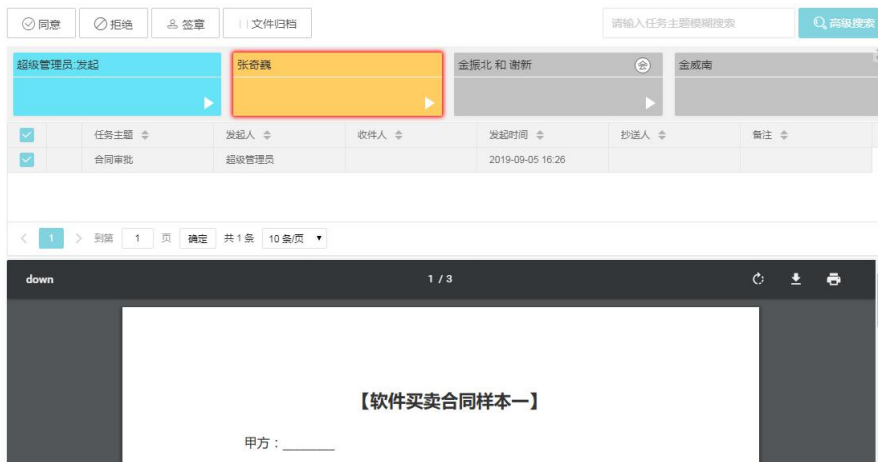 同意 拒绝 签章 文件归档 请输入任务主题模糊搜索 高级搜索
超级管理员:发起 张奇巍 金振北 和 谢新 会 金威南
任务主题 发起人 收件人 发起时间 抄送人 备注
合同审批 超级管理员 2019-09-05 16:26
1 到第 1 页 确定 共 1 条 10 条/页
down 1 / 3
【软件买卖合同样本一】
甲方：_______